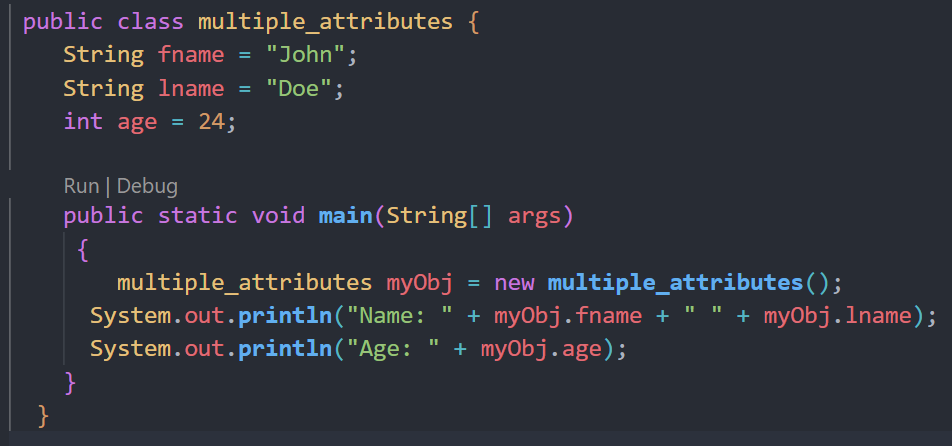 public class multiple_attributes {
String fname = "John";
String lname = "Doe";
int age = 24;
Run | Debug
public static void main(String[] args)
{
multiple_attributes myObj = new multiple_attributes();
System.out.println("Name: " + myObj.fname + " " + myObj.lname);
System.out.println("Age: " + myObj.age);
}
}